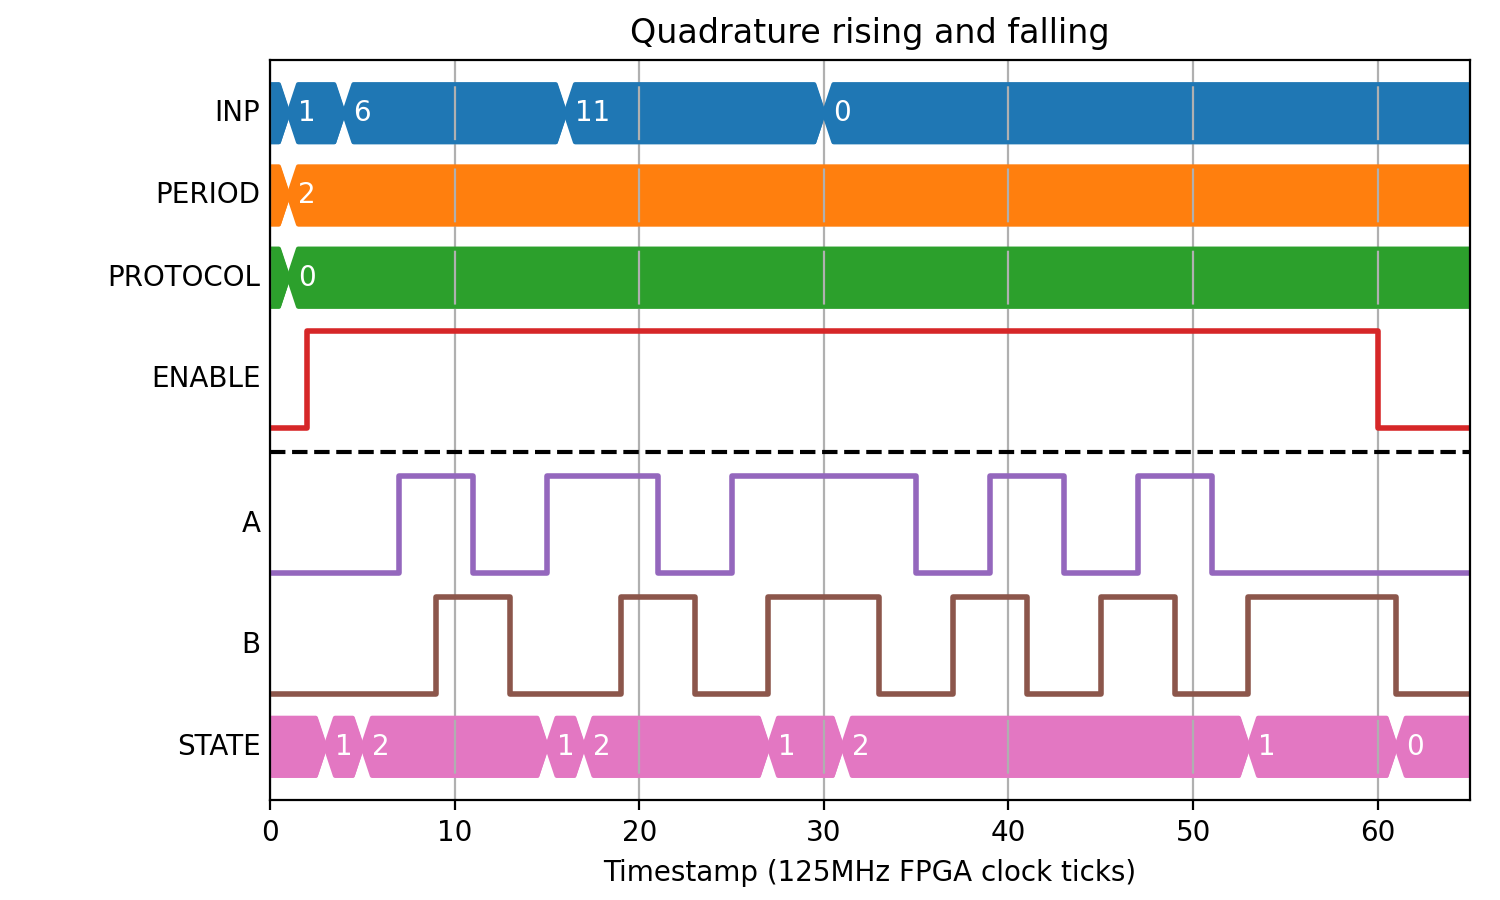 Quadrature rising and falling
INP 1 6 11 0
PERIOD 2
PROTOCOL 0
ENABLE
A
B
STATE 1 2 1 2 1 2 1 0
0 10 20 30 40 50 60
Timestamp (125MHz FPGA clock ticks)